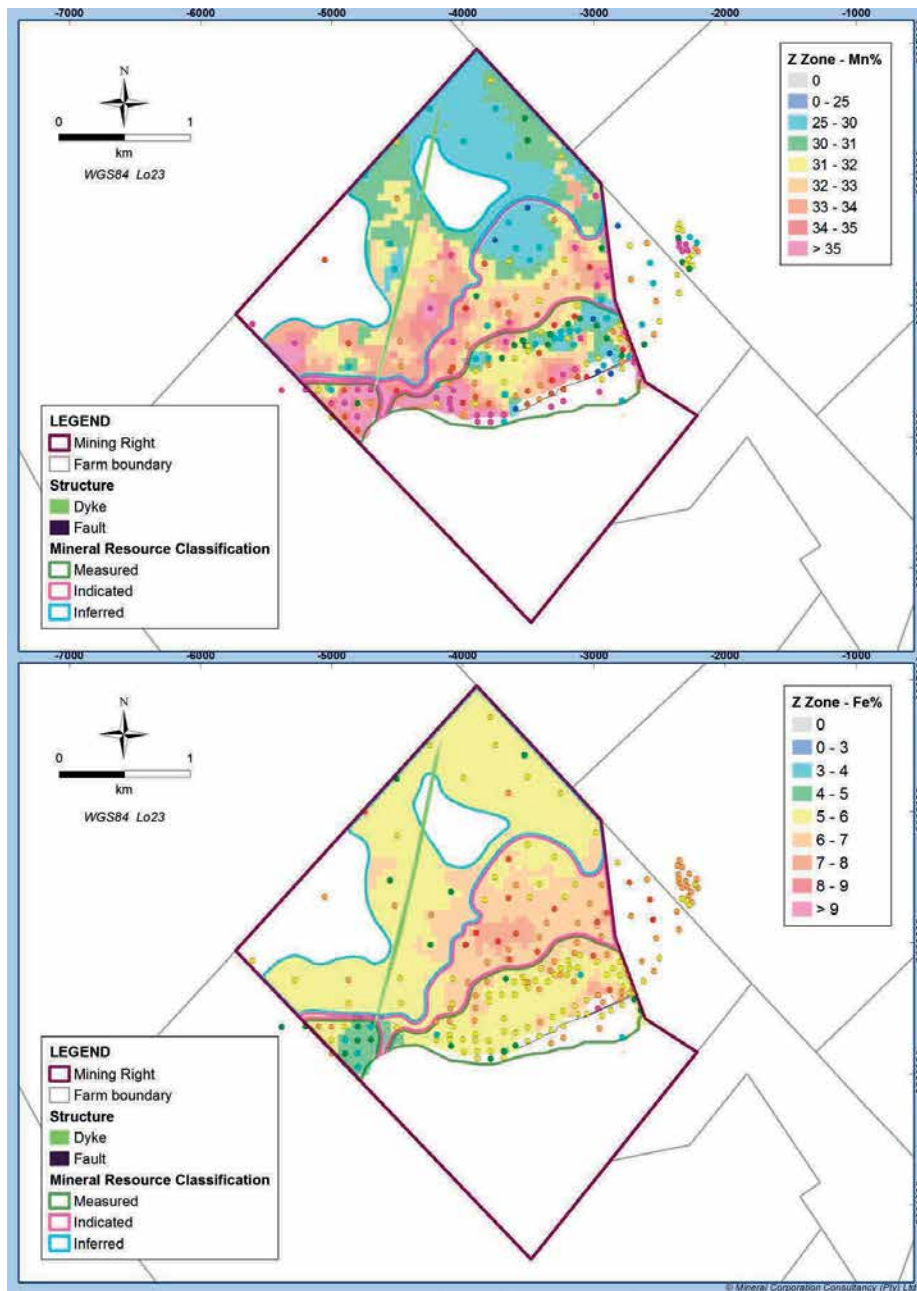 -7000 -6000 -5000 -4000 -3000 -2000 -1000
N
0 1
km
WGS84 Lo23
Z Zone - Mn%
0
0 - 25
25 - 30
30 - 31
31 - 32
32 - 33
33 - 34
34 - 35
> 35
LEGEND
Mining Right
Farm boundary
Structure
Dyke
Fault
Mineral Resource Classification
Measured
Indicated
Inferred
-7000 -6000 -5000 -4000 -3000 -2000 -1000
N
0 1
km
WGS84 Lo23
Z Zone - Fe%
0
0 - 3
3 - 4
4 - 5
5 - 6
6 - 7
7 - 8
8 - 9
> 9
LEGEND
Mining Right
Farm boundary
Structure
Dyke
Fault
Mineral Resource Classification
Measured
Indicated
Inferred
© Mineral Corporation Consultancy (Pty) Ltd